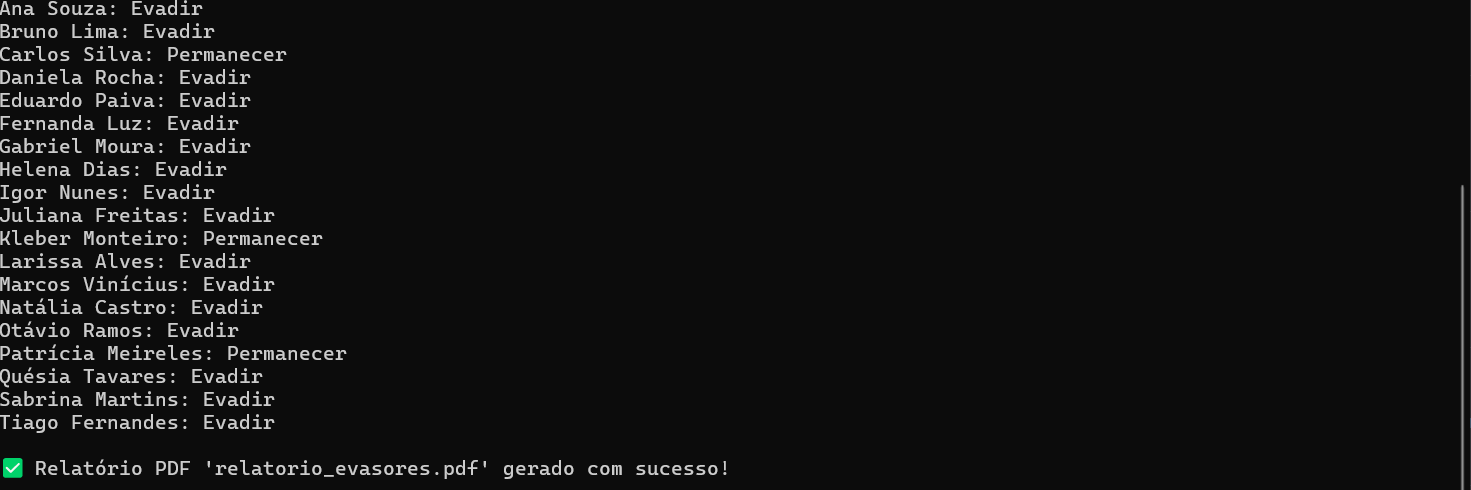 Ana Souza: Evadir
Bruno Lima: Evadir
Carlos Silva: Permanecer
Daniela Rocha: Evadir
Eduardo Paiva: Evadir
Fernanda Luz: Evadir
Gabriel Moura: Evadir
Helena Dias: Evadir
Igor Nunes: Evadir
Juliana Freitas: Evadir
Kleber Monteiro: Permanecer
Larissa Alves: Evadir
Marcos Vinícius: Evadir
Natália Castro: Evadir
Otávio Ramos: Evadir
Patrícia Meireles: Permanecer
Quésia Tavares: Evadir
Sabrina Martins: Evadir
Tiago Fernandes: Evadir
✅ Relatório PDF 'relatorio_evasores.pdf' gerado com sucesso!